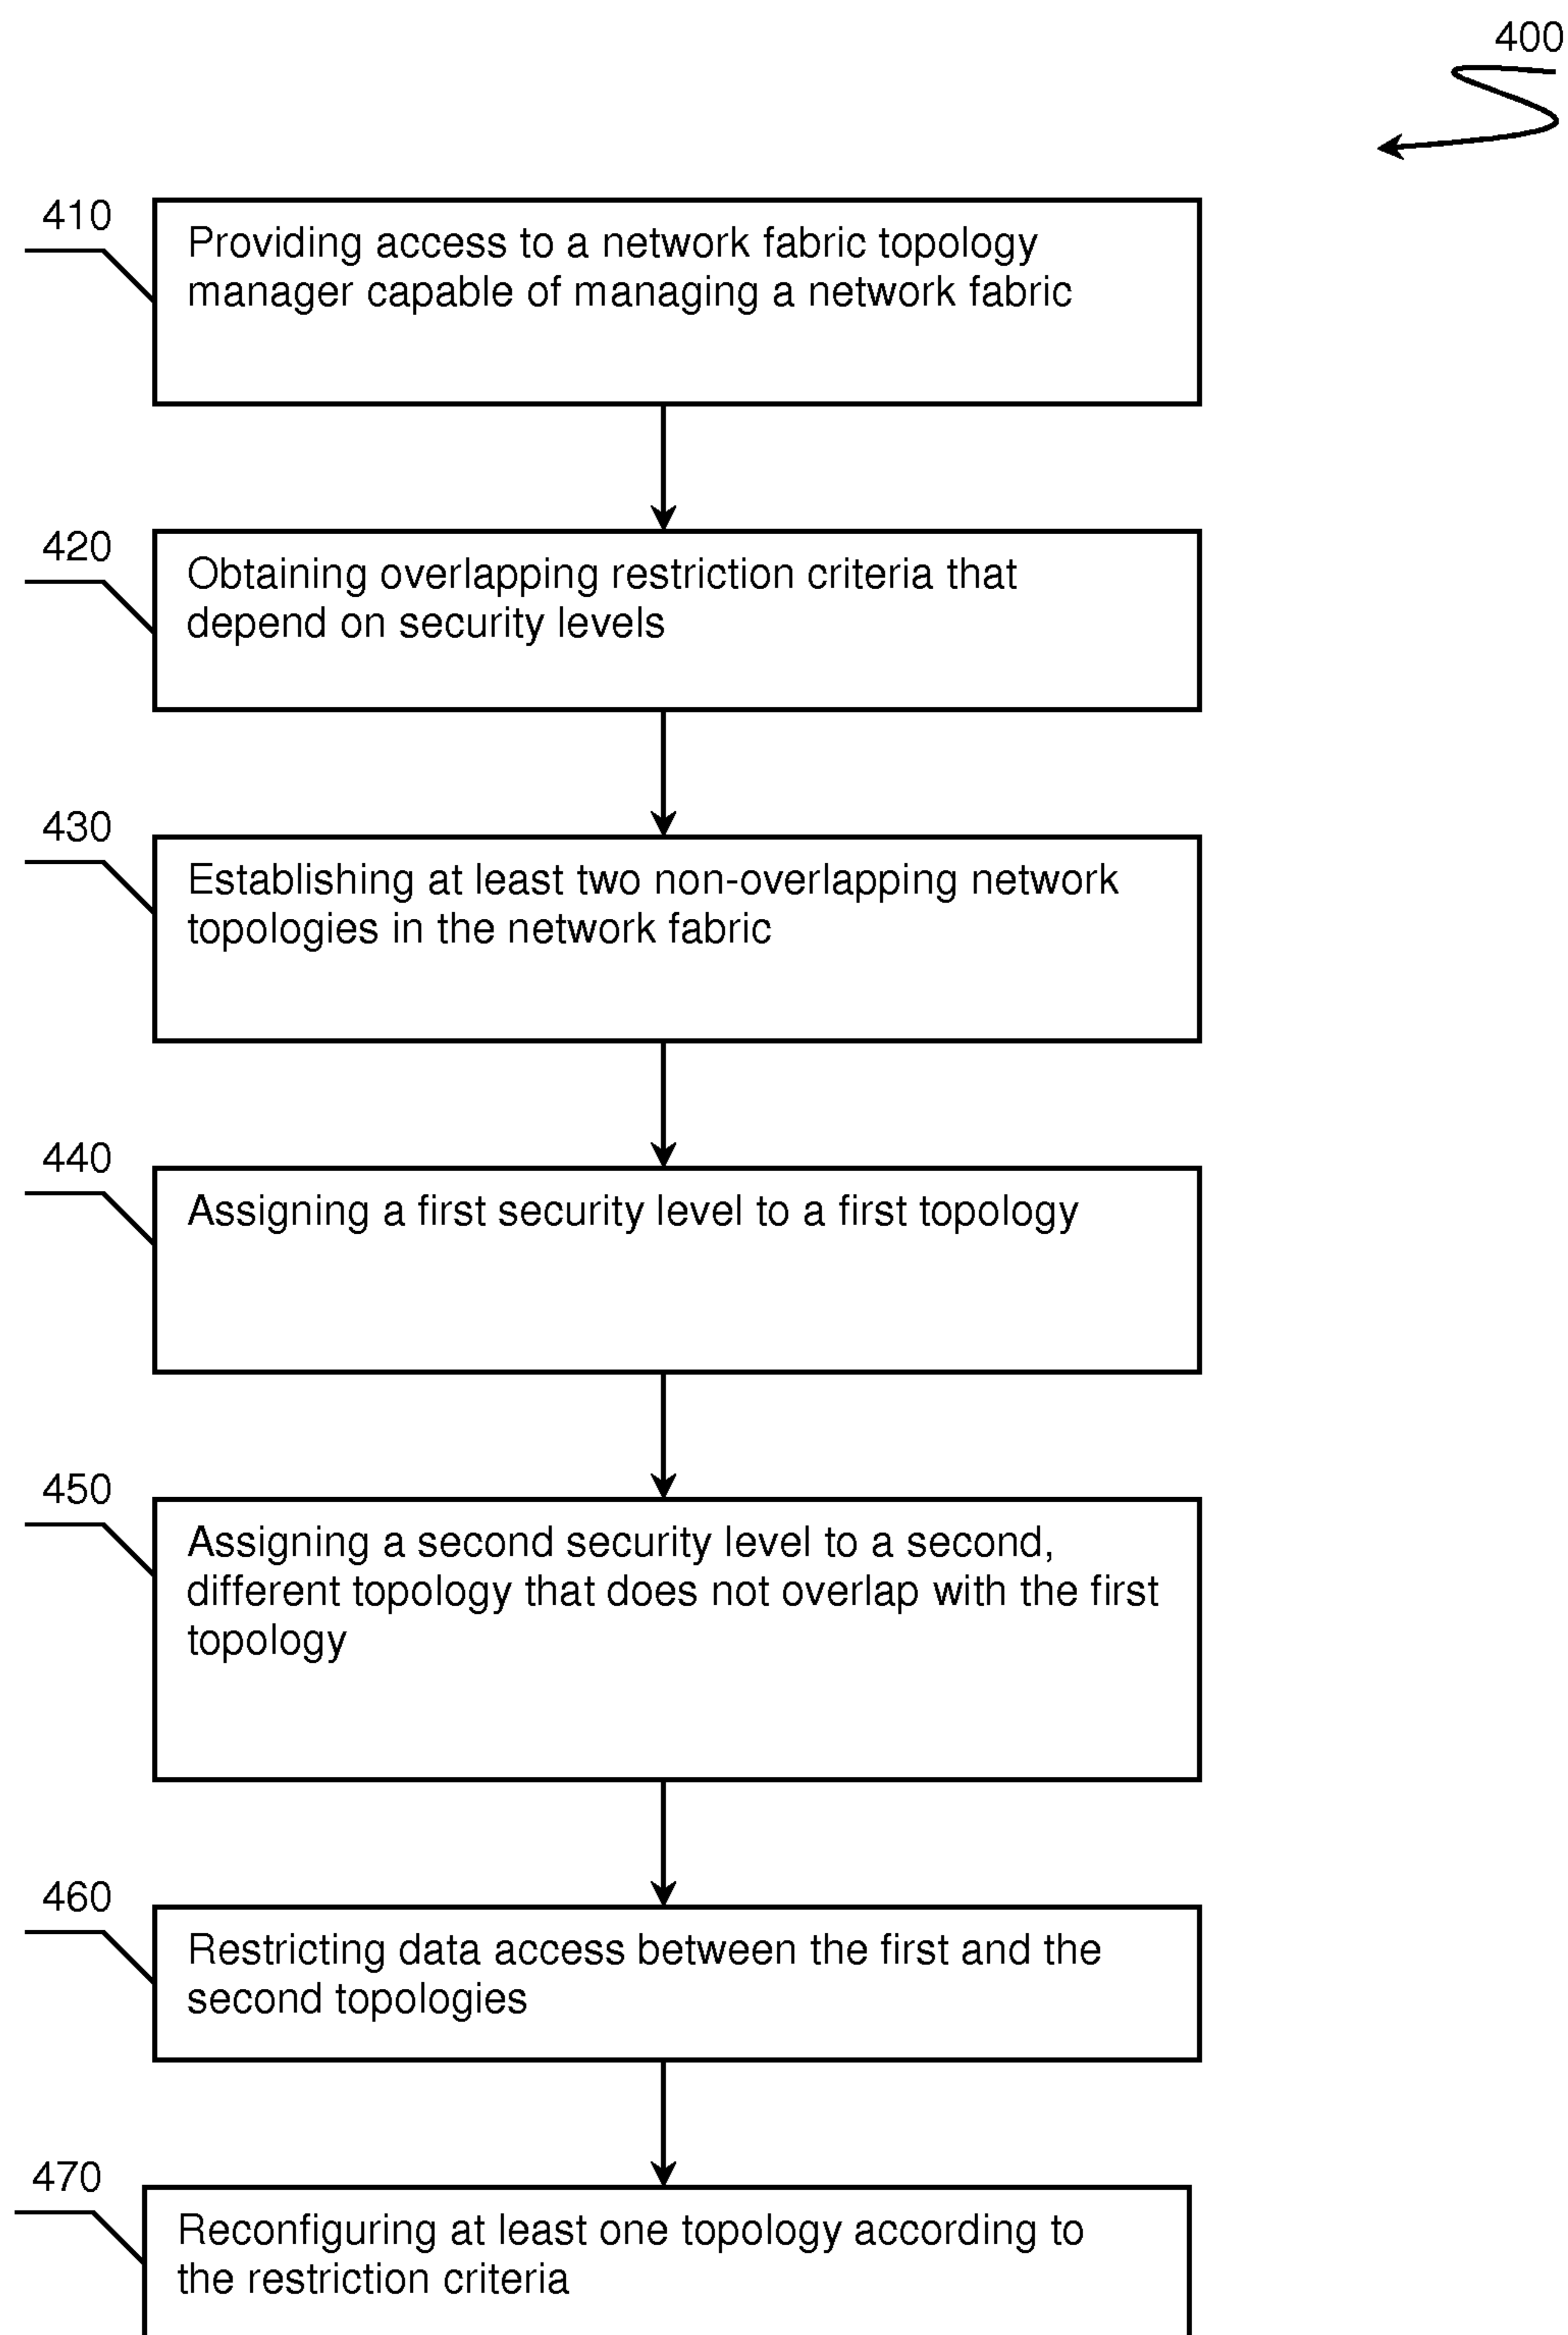 400
410
Providing access to a network fabric topology
manager capable of managing a network fabric
420
Obtaining overlapping restriction criteria that
depend on security levels
430
Establishing at least two non-overlapping network
topologies in the network fabric
440
Assigning a first security level to a first topology
450
Assigning a second security level to a second,
different topology that does not overlap with the first
topology
460
Restricting data access between the first and the
second topologies
470
Reconfiguring at least one topology according to
the restriction criteria